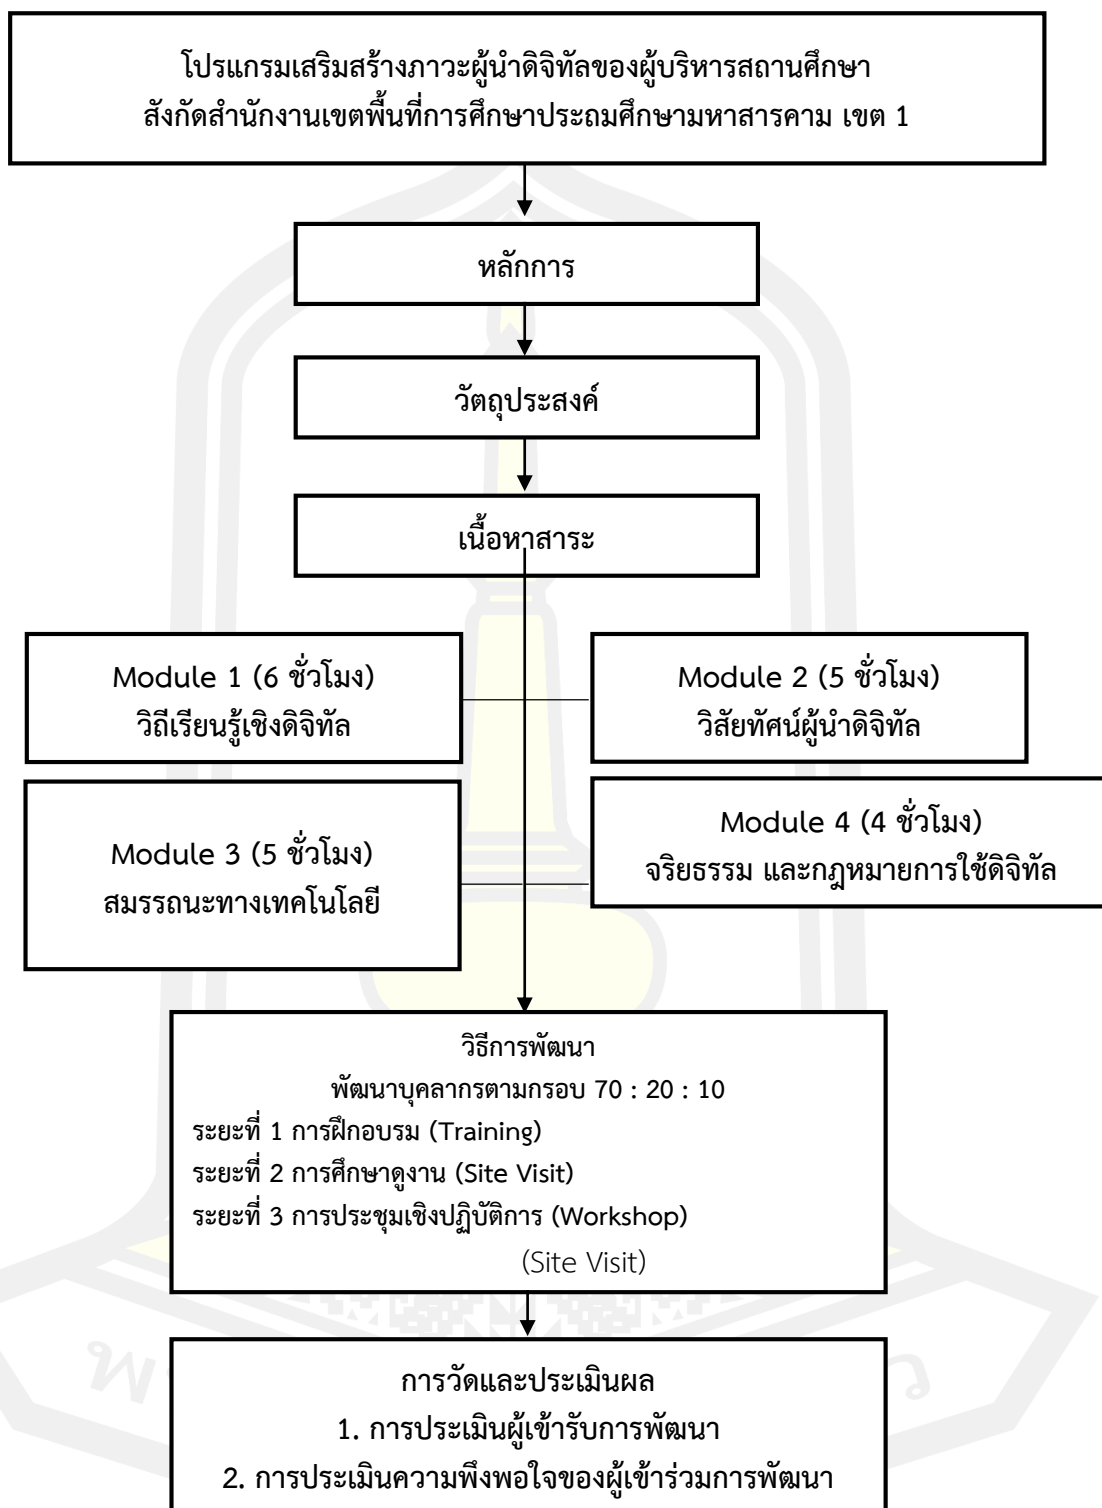 โปรแกรมเสริมสร้างภาวะผู้นำดิจิทัลของผู้บริหารสถานศึกษา
สังกัดสำนักงานเขตพื้นที่การศึกษาประถมศึกษามหาสารคาม เขต 1
หลักการ
วัตถุประสงค์
เนื้อหาสาระ
Module 1 (6 ชั่วโมง)
วิถีเรียนรู้เชิงดิจิทัล
Module 2 (5 ชั่วโมง)
วิสัยทัศน์ผู้นำดิจิทัล
Module 3 (5 ชั่วโมง)
สมรรถนะทางเทคโนโลยี
Module 4 (4 ชั่วโมง)
จริยธรรม และกฎหมายการใช้ดิจิทัล
วิธีการพัฒนา
พัฒนาบุคลากรตามกรอบ 70 : 20 : 10
ระยะที่ 1 การฝึกอบรม (Training)
ระยะที่ 2 การศึกษาดูงาน (Site Visit)
ระยะที่ 3 การประชุมเชิงปฏิบัติการ (Workshop)
(Site Visit)
การวัดและประเมินผล
1. การประเมินผู้เข้ารับการพัฒนา
2. การประเมินความพึงพอใจของผู้เข้าร่วมการพัฒนา